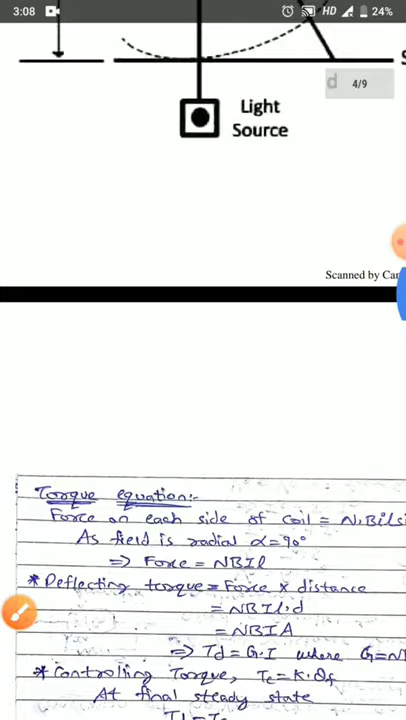 3:08 HD 24%
d 4/9
Light
Source
Scanned by Ca
Torque equation:-
Force on each side of coil = N.Bil
As field is radial α=90°
=> Force = NBIl
* Deflecting torque = Force × distance
= NBIl.d
= NBIA
=> Td = G.I where G=N
* Controlling Torque, Tc = K.θf
At final steady state